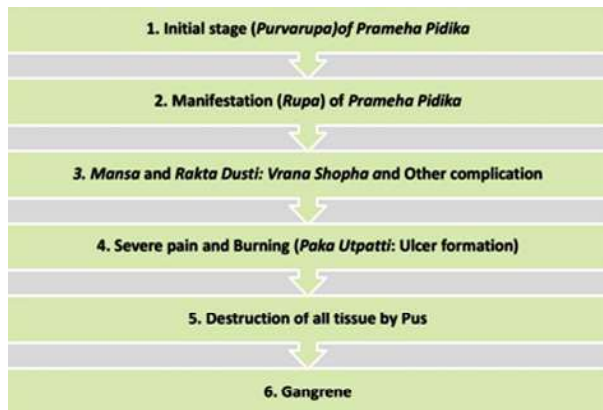 1. Initial stage (Purvarupa)of Prameha Pidika
2. Manifestation (Rupa) of Prameha Pidika
3. Mansa and Rakta Dusti: Vrana Shopha and Other complication
4. Severe pain and Burning (Paka Utpatti: Ulcer formation)
5. Destruction of all tissue by Pus
6. Gangrene